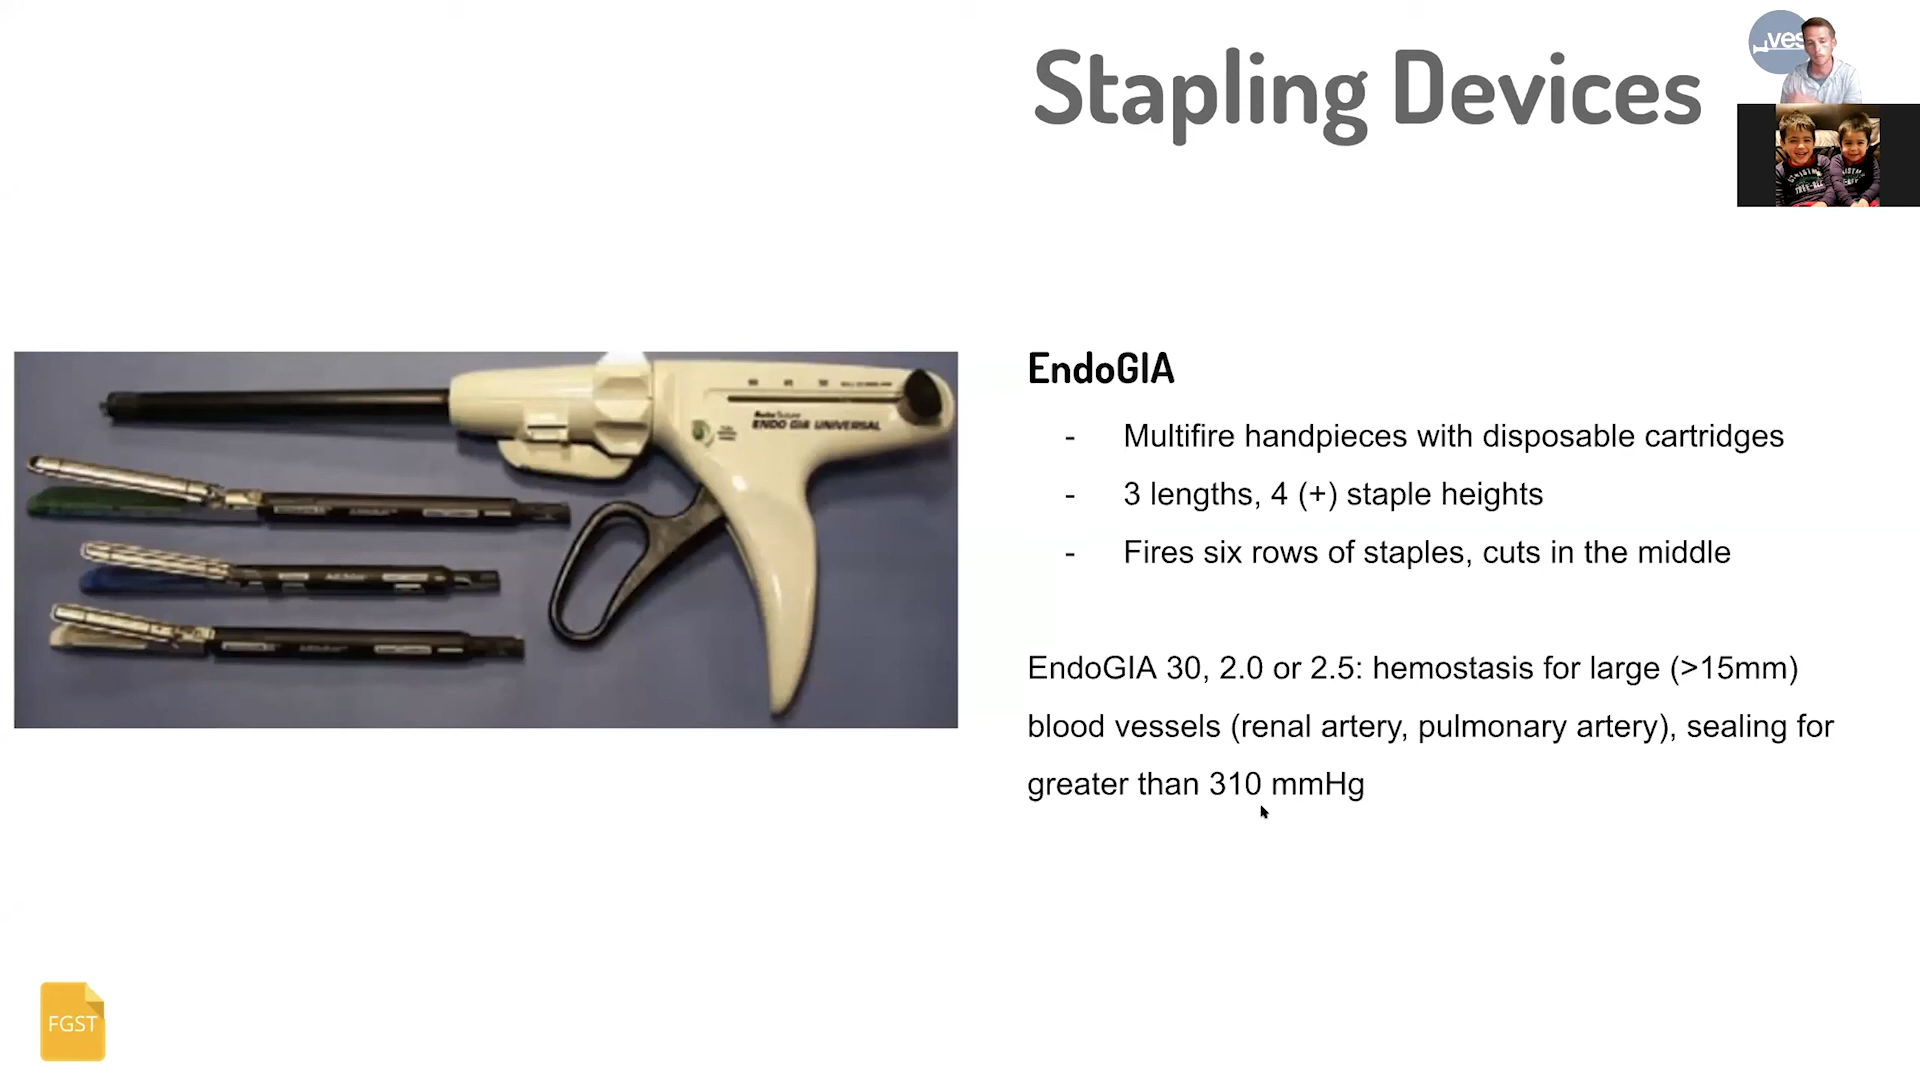 Stapling Devices
ves
EndoGIA
- Multifire handpieces with disposable cartridges
- 3 lengths, 4 (+) staple heights
- Fires six rows of staples, cuts in the middle
EndoGIA 30, 2.0 or 2.5: hemostasis for large (>15mm)
blood vessels (renal artery, pulmonary artery), sealing for
greater than 310 mmHg
ENDO GIA UNIVERSAL
FGST